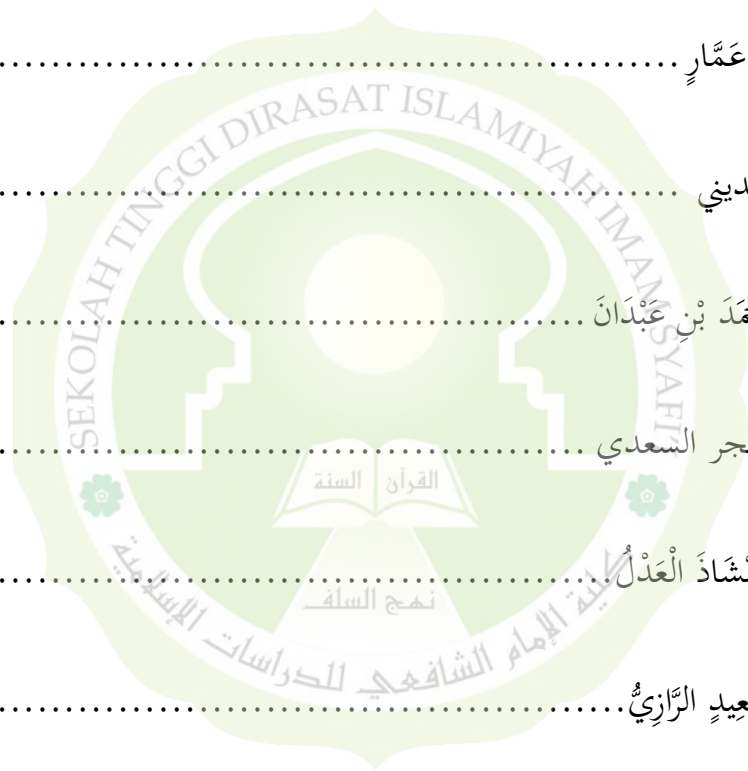 عَمَّارٍ ......................................................
ديني ......................................................
SEKOLAH TINGGI DIRASAT ISLAMIYAH IMAM SYAFI'I
بْنِ عَبْدَانَ ..............................................
جر السعدي ..............................................
القرآن السنة
الْعَدْلُ ..............................................
نهج السلف
كلية الإمام الشافعي للدراسات الإسلامية
عِيدٍ الرَّازِيُّ ..............................................